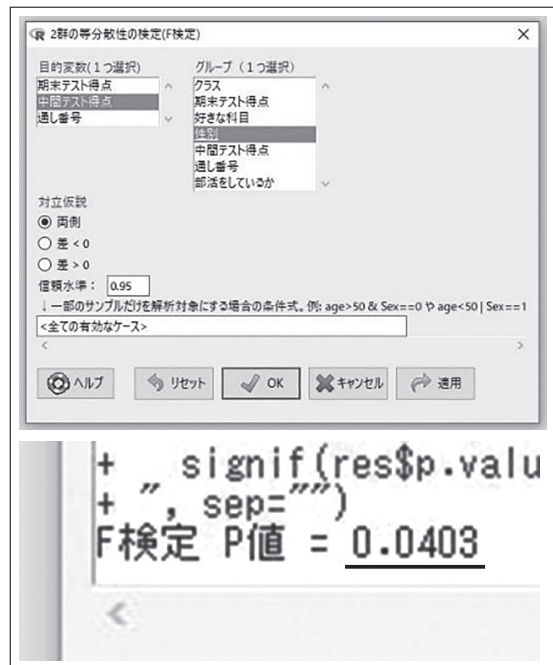 2群の等分散性の検定(F検定)
目的変数(1つ選択)
期末テスト得点
中間テスト得点
通し番号
グループ (1つ選択)
クラス
期末テスト得点
好きな科目
性別
中間テスト得点
通し番号
部活をしているか
対立仮説
両側
差 < 0
差 > 0
信頼水準: 0.95
↓一部のサンプルだけを解析対象にする場合の条件式。例: age>50 & Sex==0 や age<50 | Sex==1
<全ての有効なケース>
ヘルプ リセット OK キャンセル 適用
+ signif(res$p.valu
+ ", sep="")
F検定 P値 = 0.0403